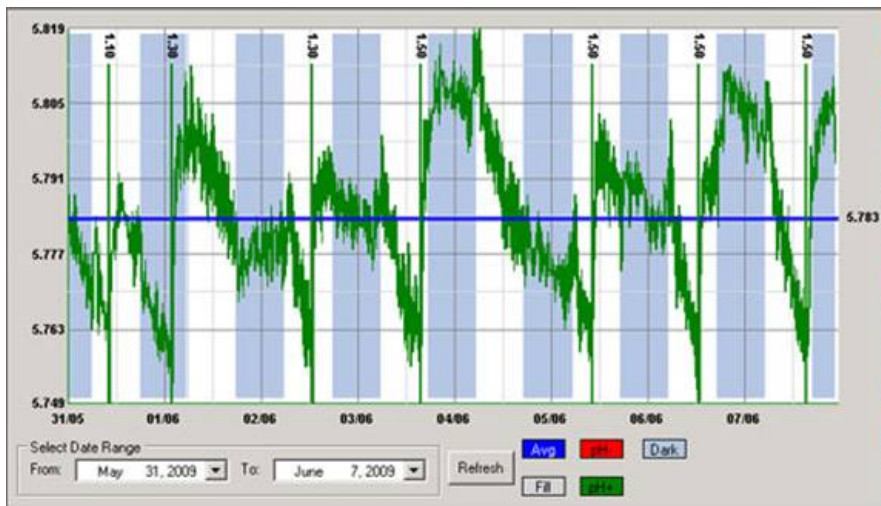 5.819
1.10
1.30
1.30
1.50
1.50
1.50
1.50
5.805
5.791
5.783
5.777
5.763
5.749
31/05 01/06 02/06 03/06 04/06 05/06 06/06 07/06
Select Date Range
From: May 31, 2009 To: June 7, 2009 Refresh
Avg pH- Dark
Fill pH+